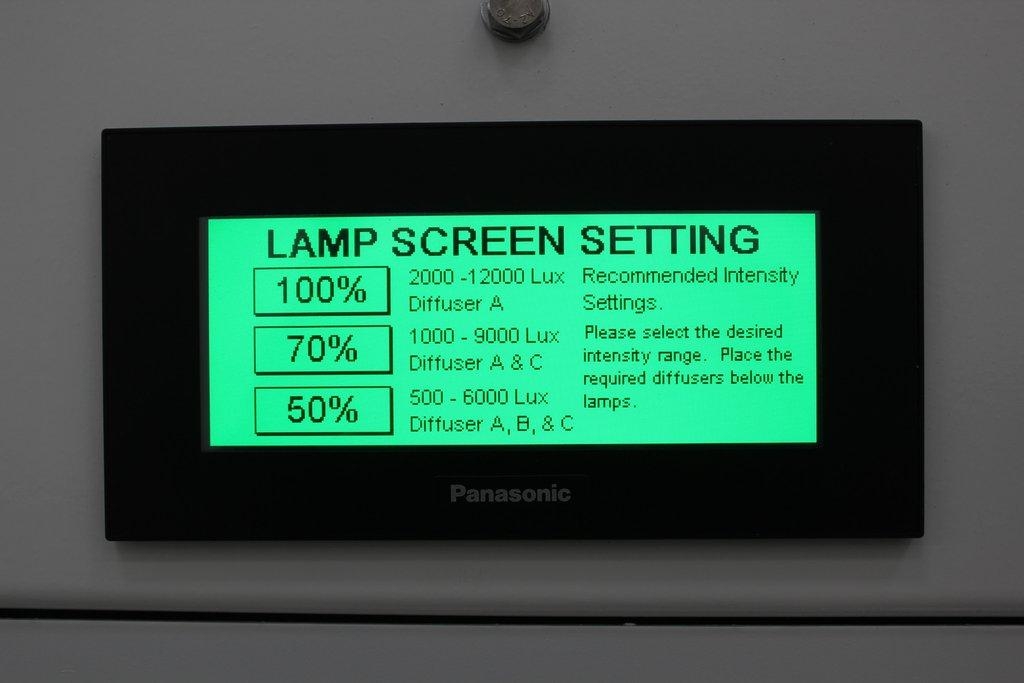 LAMP SCREEN SETTING
100%
2000 -12000 Lux
Diffuser A
70%
1000 - 9000 Lux
Diffuser A & C
50%
500 - 6000 Lux
Diffuser A, B, & C
Recommended Intensity
Settings.
Please select the desired
intensity range. Place the
required diffusers below the
lamps.
Panasonic